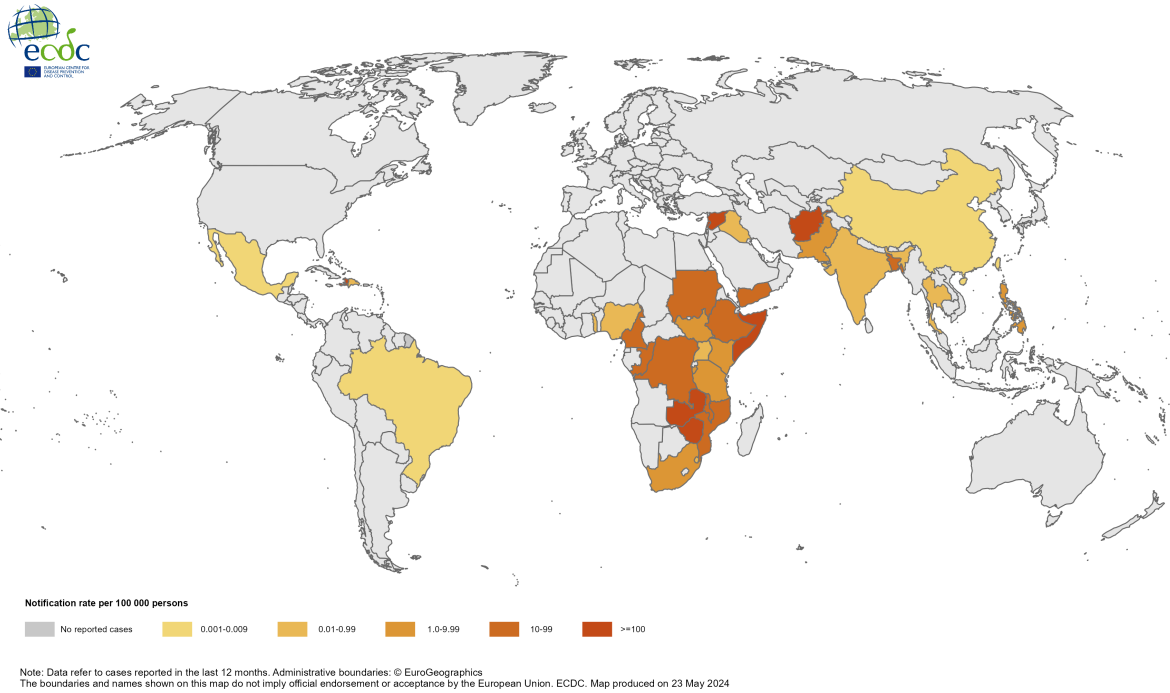 ecdc
EUROPEAN CENTRE FOR
DISEASE PREVENTION
AND CONTROL
Notification rate per 100 000 persons
No reported cases
0.001-0.009
0.01-0.99
1.0-9.99
10-99
>=100
Note: Data refer to cases reported in the last 12 months. Administrative boundaries: © EuroGeographics
The boundaries and names shown on this map do not imply official endorsement or acceptance by the European Union. ECDC. Map produced on 23 May 2024